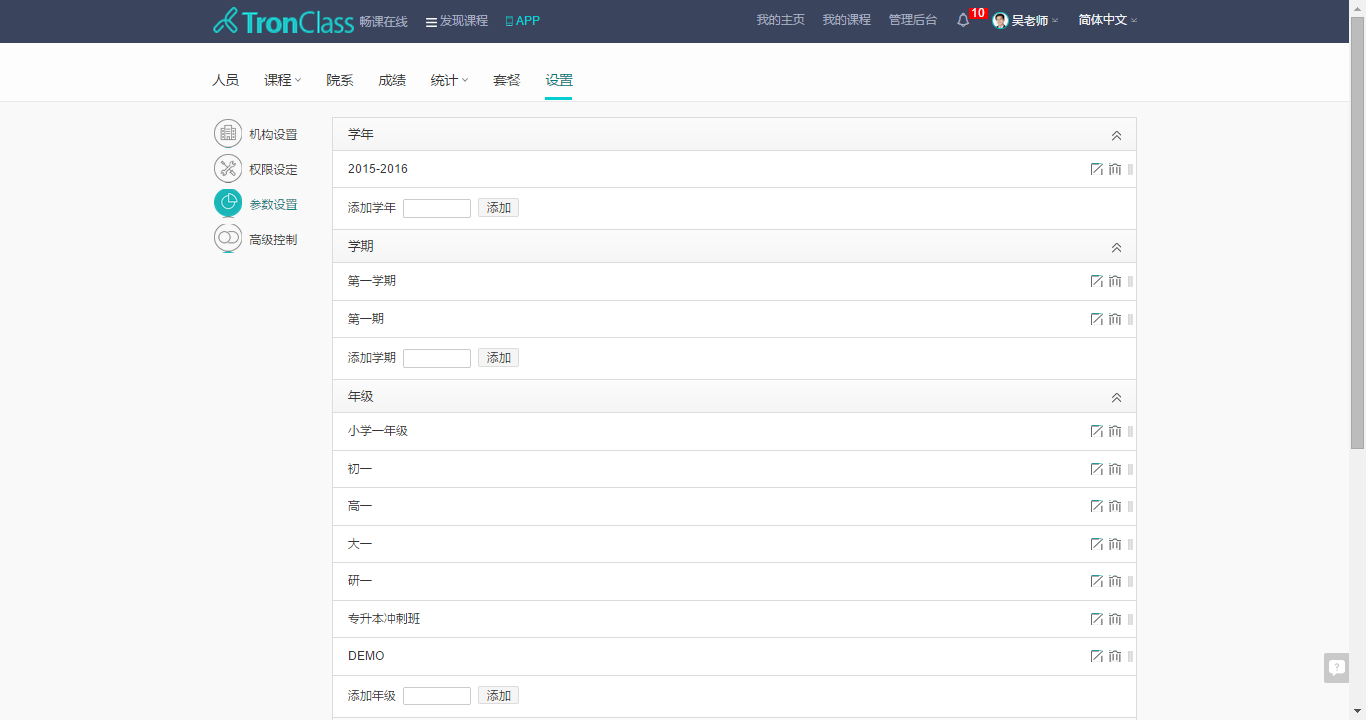 TronClass 畅课在线 发现课程 APP 我的主页 我的课程 管理后台 10 吴老师 简体中文
人员 课程 院系 成绩 统计 套餐 设置
机构设置
权限设定
参数设置
高级控制
学年
2015-2016
添加学年 添加
学期
第一学期
第一期
添加学期 添加
年级
小学一年级
初一
高一
大一
研一
专升本冲刺班
DEMO
添加年级 添加